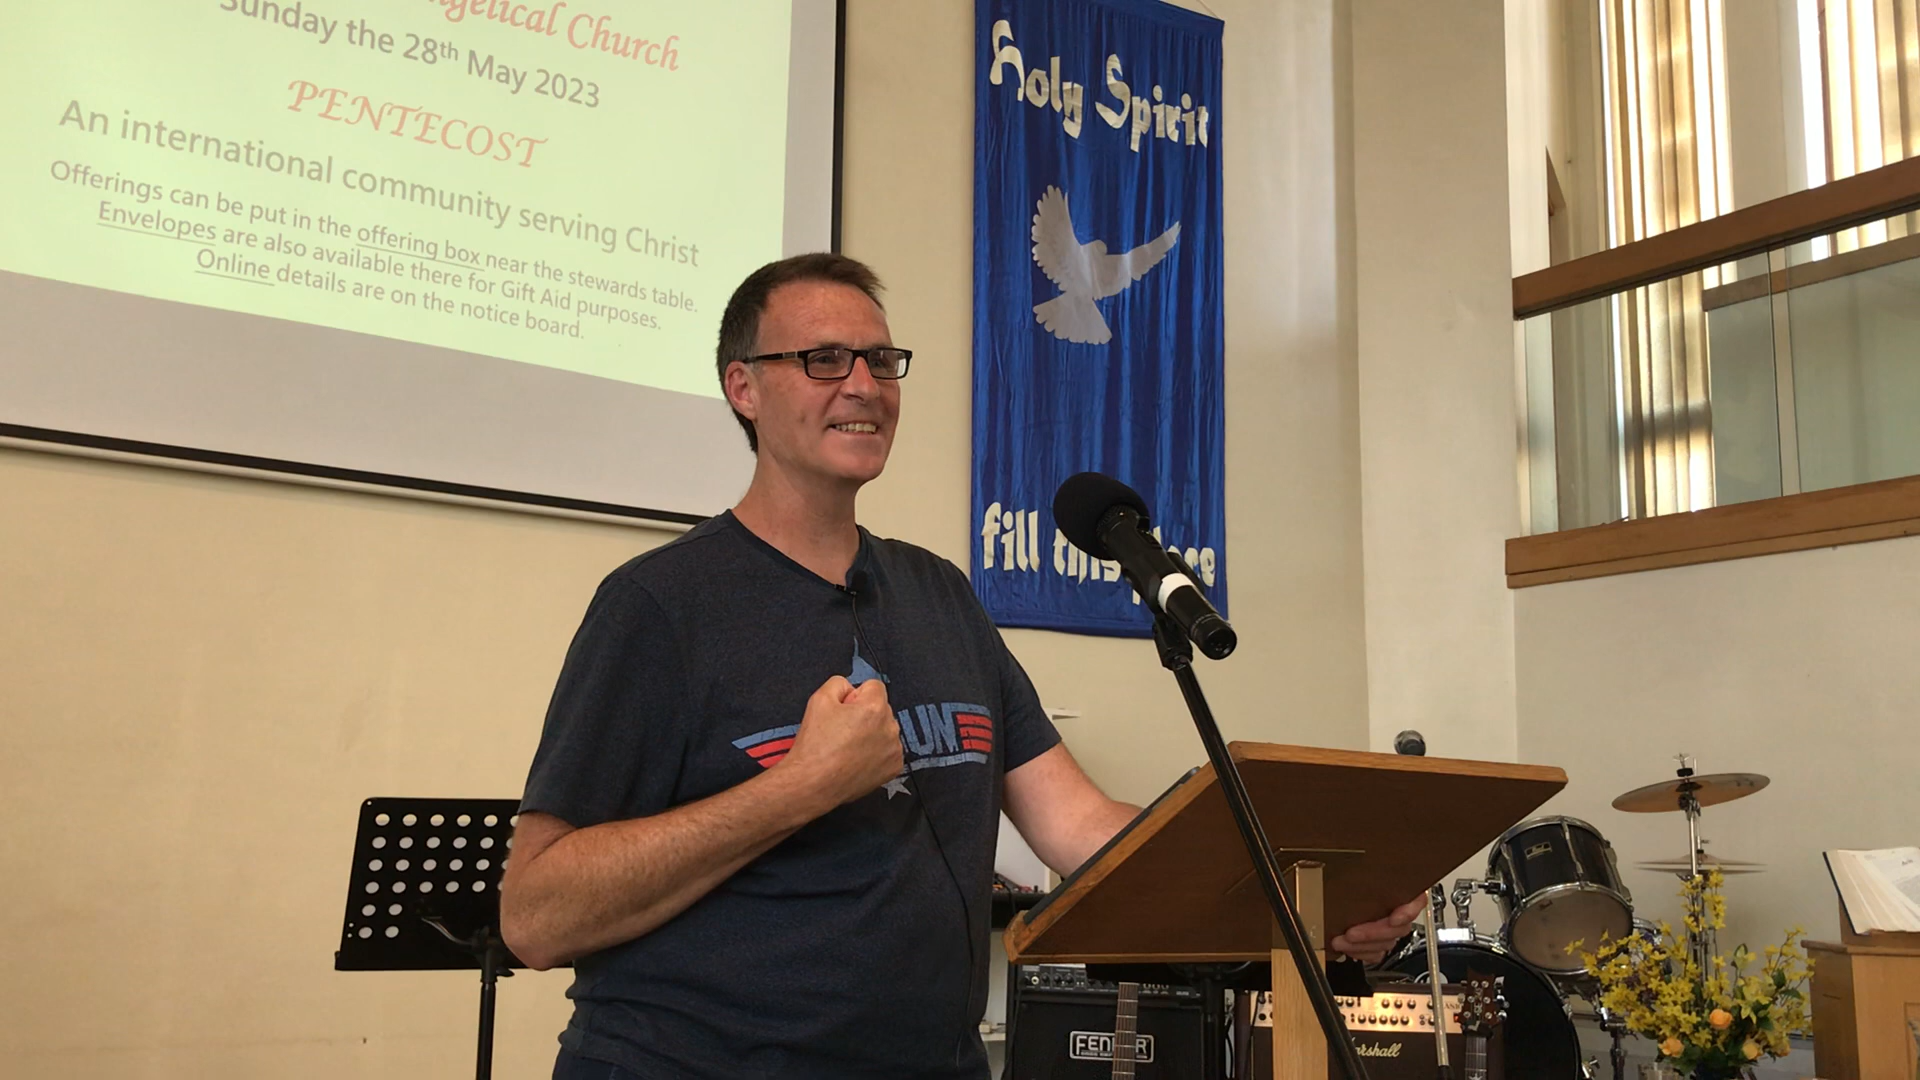 ngelical Church
Sunday the 28th May 2023
PENTECOST
An international community serving Christ
Offerings can be put in the offering box near the stewards table.
Envelopes are also available there for Gift Aid purposes.
Online details are on the notice board.
Holy Spirit
fill this
UN
FENDER
Marshall